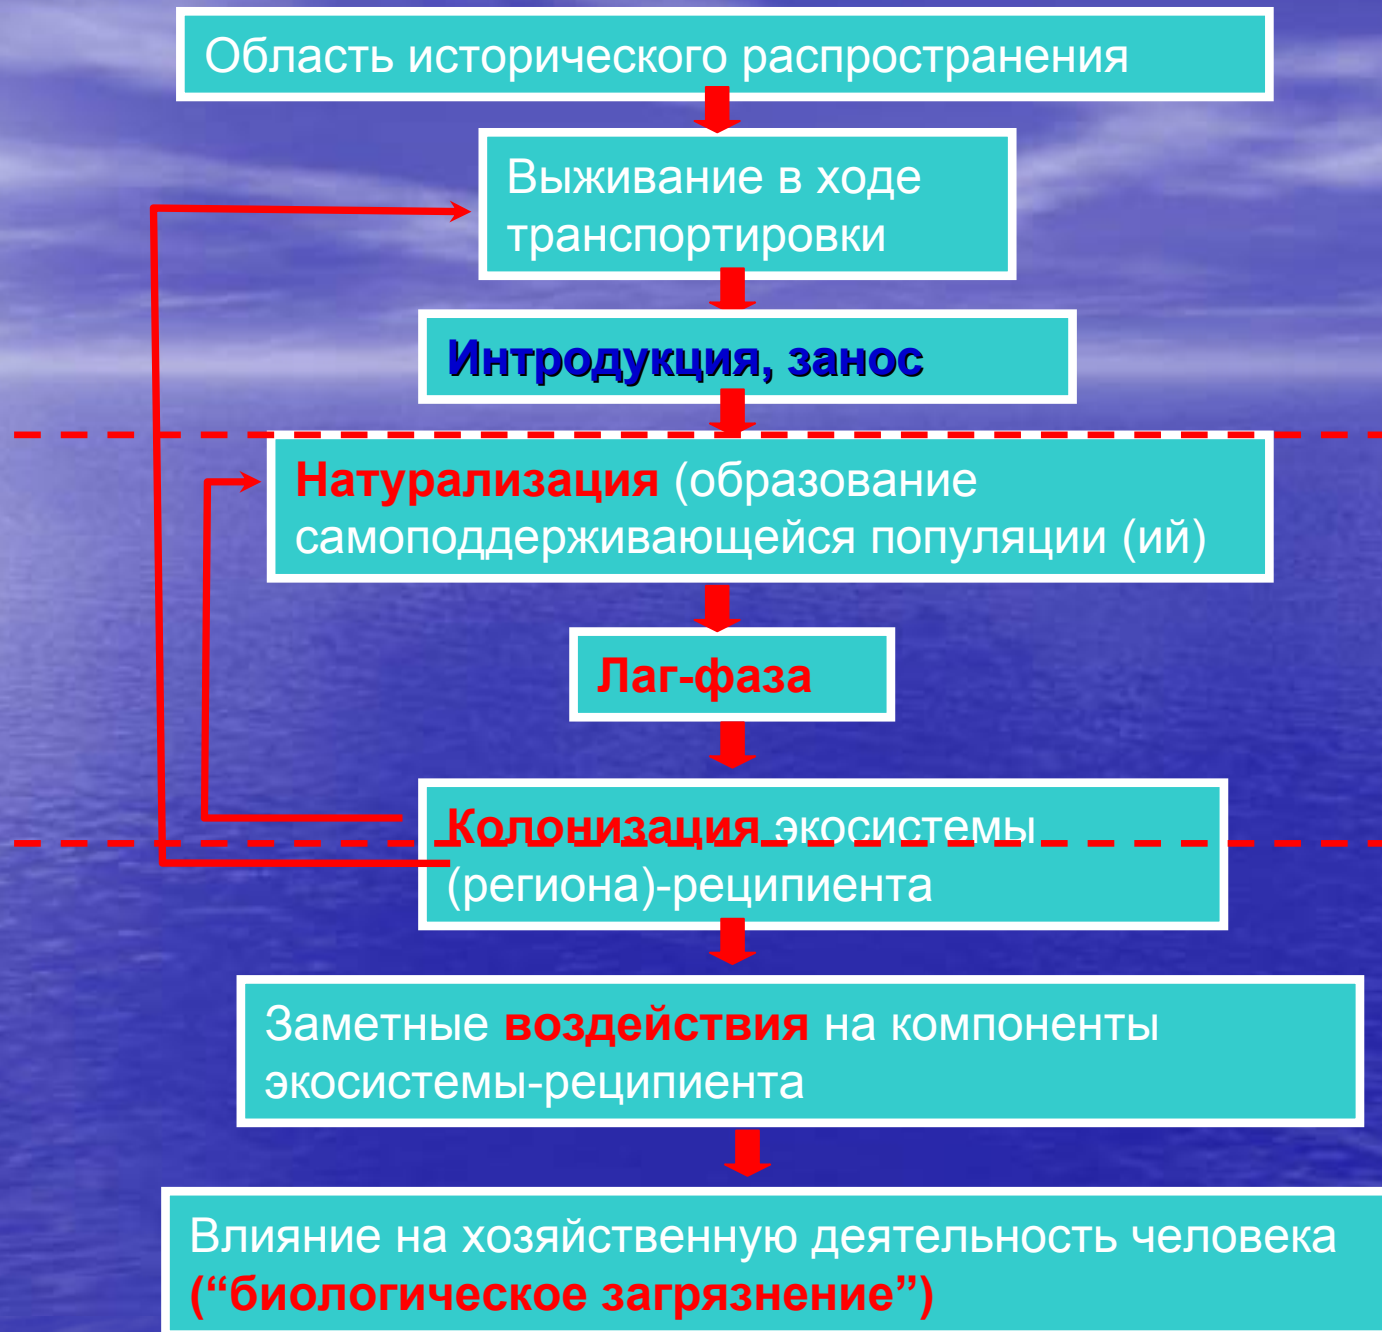 Область исторического распространения
Выживание в ходе
транспортировки
Интродукция, занос
Натурализация (образование
самоподдерживающейся популяции (ий)
Лаг-фаза
Колонизация экосистемы
(региона)-реципиента
Заметные воздействия на компоненты
экосистемы-реципиента
Влияние на хозяйственную деятельность человека
(“биологическое загрязнение”)